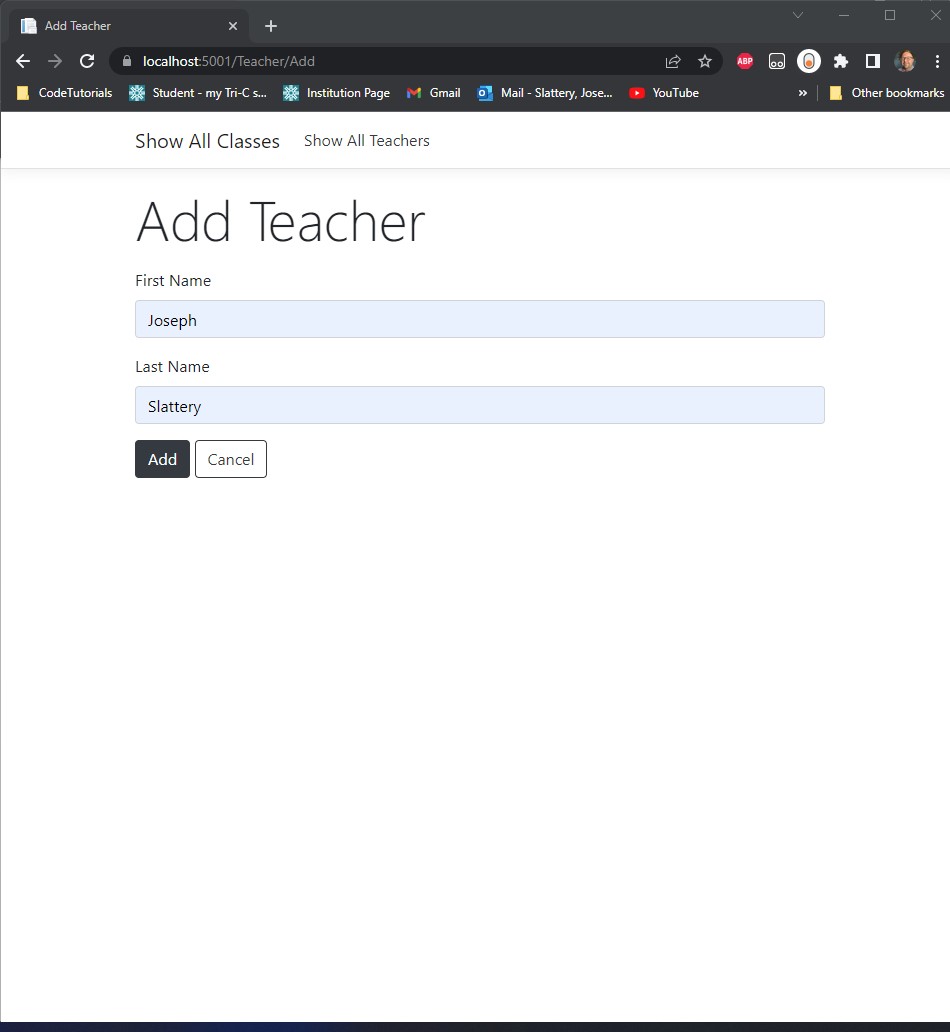 Add Teacher
localhost:5001/Teacher/Add
ABP
CodeTutorials Student - my Tri-C s... Institution Page Gmail Mail - Slattery, Jose... YouTube » Other bookmarks
Show All Classes Show All Teachers
Add Teacher
First Name
Joseph
Last Name
Slattery
Add Cancel